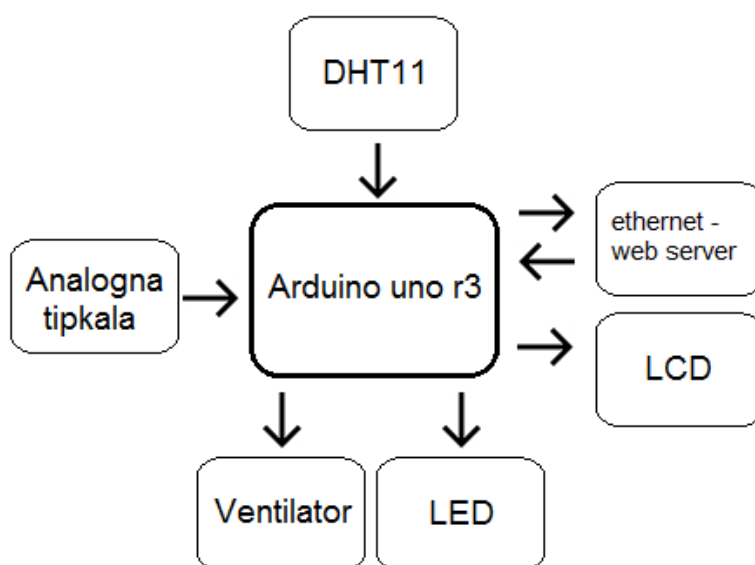 DHT11
ethernet -
web server
Analogna
tipkala
Arduino uno r3
LCD
Ventilator
LED